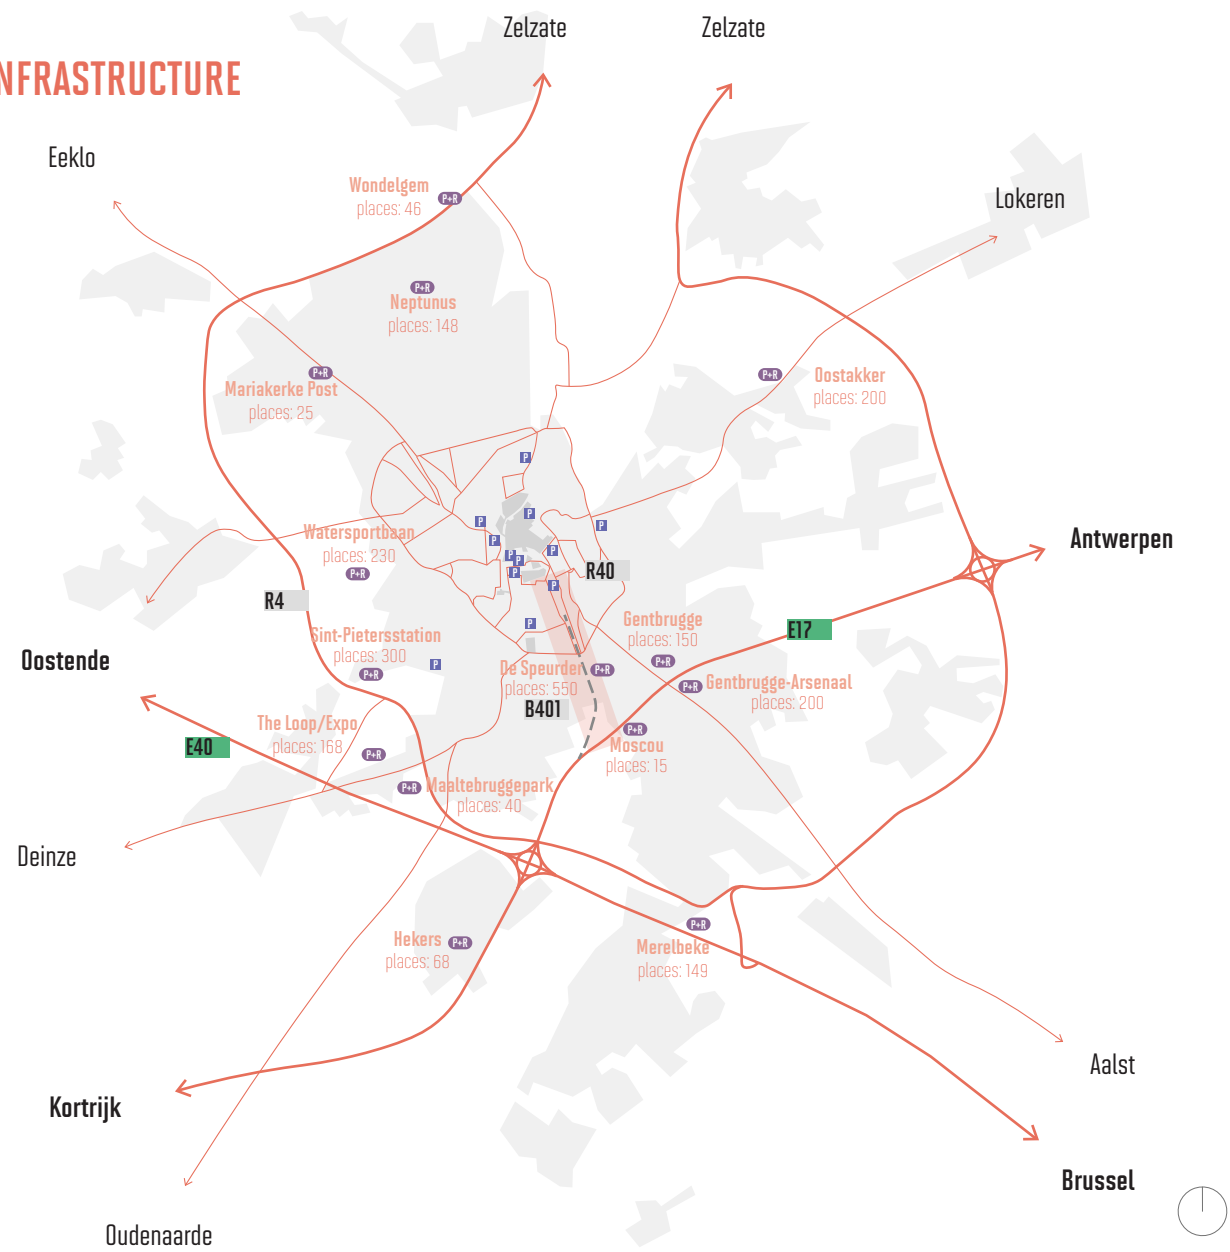 Zelzate
Zelzate
NFRASTRUCTURE
Eeklo
Wondelgem
P+R
places: 46
Lokeren
P+R
Neptunus
places: 148
P+R
Mariakerke Post
places: 25
P+R
Oostakker
places: 200
P
P
P
P
P
P
P
P
P
P
P
Watersportbaan
places: 230
P+R
R40
Antwerpen
R4
Gentbrugge
places: 150
P+R
E17
Sint-Pietersstation
places: 300
P+R
P
Oostende
De Speurder
places: 550
P+R
P+R
Gentbrugge-Arsenaal
places: 200
B401
The Loop/Expo
places: 168
P+R
E40
P+R
Moscou
places: 15
P+R
Maaltebruggepark
places: 40
Deinze
Hekers
places: 68
P+R
P+R
Merelbeke
places: 149
Aalst
Kortrijk
Brussel
Oudenaarde